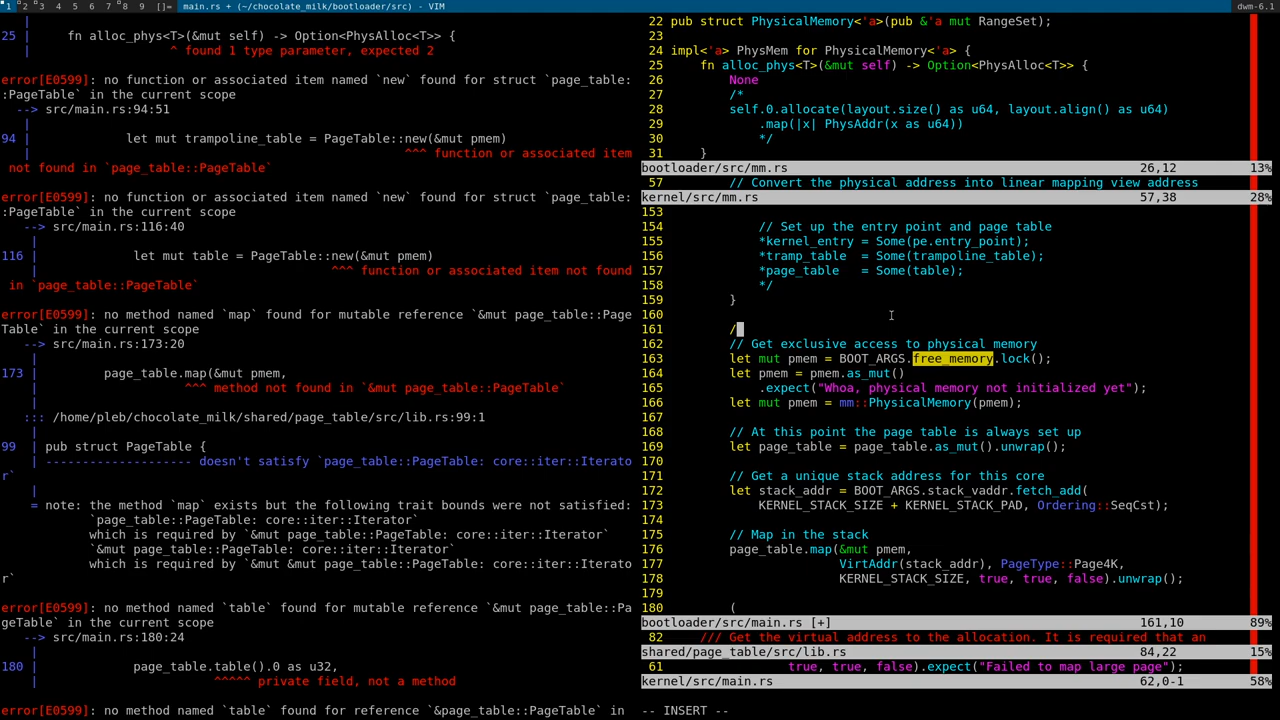 1 2 3 4 5 6 7 8 9 []= main.rs + (~/chocolate_milk/bootloader/src) - VIM dwm-6.1
   |
25 |     fn alloc_phys<T>(&mut self) -> Option<PhysAlloc<T>> {
   |                   ^ found 1 type parameter, expected 2
error[E0599]: no function or associated item named `new` found for struct `page_table:
:PageTable` in the current scope
  --> src/main.rs:94:51
   |
94 |             let mut trampoline_table = PageTable::new(&mut pmem)
   |                                                   ^^^ function or associated item
 not found in `page_table::PageTable`
error[E0599]: no function or associated item named `new` found for struct `page_table:
:PageTable` in the current scope
   --> src/main.rs:116:40
    |
116 |             let mut table = PageTable::new(&mut pmem)
    |                                        ^^^ function or associated item not found
 in `page_table::PageTable`
error[E0599]: no method named `map` found for mutable reference `&mut page_table::Page
Table` in the current scope
   --> src/main.rs:173:20
    |
173 |         page_table.map(&mut pmem,
    |                    ^^^ method not found in `&mut page_table::PageTable`
    |
   ::: /home/pleb/chocolate_milk/shared/page_table/src/lib.rs:99:1
    |
99  | pub struct PageTable {
    | -------------------- doesn't satisfy `page_table::PageTable: core::iter::Iterato
r`
    |
    = note: the method `map` exists but the following trait bounds were not satisfied:
            `page_table::PageTable: core::iter::Iterator`
            which is required by `&mut page_table::PageTable: core::iter::Iterator`
            `&mut page_table::PageTable: core::iter::Iterator`
            which is required by `&mut &mut page_table::PageTable: core::iter::Iterato
r`
error[E0599]: no method named `table` found for mutable reference `&mut page_table::Pa
geTable` in the current scope
   --> src/main.rs:180:24
    |
180 |             page_table.table().0 as u32,
    |                        ^^^^^ private field, not a method
error[E0599]: no method named `table` found for reference `&page_table::PageTable` in
22 pub struct PhysicalMemory<'a>(pub &'a mut RangeSet);
23
24 impl<'a> PhysMem for PhysicalMemory<'a> {
25     fn alloc_phys<T>(&mut self) -> Option<PhysAlloc<T>> {
26         None
27         /*
28         self.0.allocate(layout.size() as u64, layout.align() as u64)
29             .map(|x| PhysAddr(x as u64))
30             */
31     }
bootloader/src/mm.rs 26,12 13%
57         // Convert the physical address into linear mapping view address
kernel/src/mm.rs 57,38 28%
153
154             // Set up the entry point and page table
155             *kernel_entry = Some(pe.entry_point);
156             *tramp_table  = Some(trampoline_table);
157             *page_table   = Some(table);
158             */
159         }
160
161         /
162         // Get exclusive access to physical memory
163         let mut pmem = BOOT_ARGS.free_memory.lock();
164         let pmem = pmem.as_mut()
165             .expect("Whoa, physical memory not initialized yet");
166         let mut pmem = mm::PhysicalMemory(pmem);
167
168         // At this point the page table is always set up
169         let page_table = page_table.as_mut().unwrap();
170
171         // Get a unique stack address for this core
172         let stack_addr = BOOT_ARGS.stack_vaddr.fetch_add(
173             KERNEL_STACK_SIZE + KERNEL_STACK_PAD, Ordering::SeqCst);
174
175         // Map in the stack
176         page_table.map(&mut pmem,
177                        VirtAddr(stack_addr), PageType::Page4K,
178                        KERNEL_STACK_SIZE, true, true, false).unwrap();
179
180         (
bootloader/src/main.rs [+] 161,10 89%
82     /// Get the virtual address to the allocation. It is required that an
shared/page_table/src/lib.rs 84,22 15%
61                 true, true, false).expect("Failed to map large page");
kernel/src/main.rs 62,0-1 58%
-- INSERT --